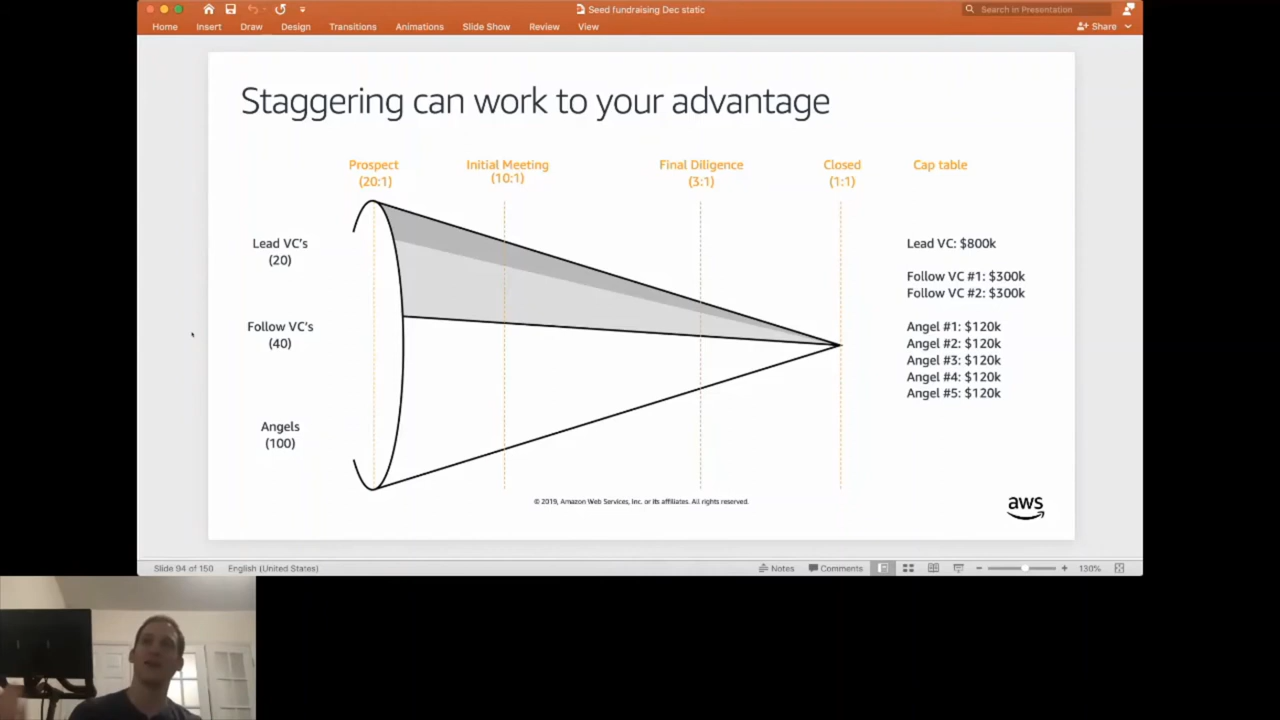 Seed fundraising Dec static
Search in Presentation
Home Insert Draw Design Transitions Animations Slide Show Review View Share
Staggering can work to your advantage
Prospect
(20:1)
Initial Meeting
(10:1)
Final Diligence
(3:1)
Closed
(1:1)
Cap table
Lead VC's
(20)
Follow VC's
(40)
Angels
(100)
Lead VC: $800k
Follow VC #1: $300k
Follow VC #2: $300k
Angel #1: $120k
Angel #2: $120k
Angel #3: $120k
Angel #4: $120k
Angel #5: $120k
© 2019, Amazon Web Services, Inc. or its affiliates. All rights reserved.
aws
Slide 94 of 150 English (United States) Notes Comments 130%